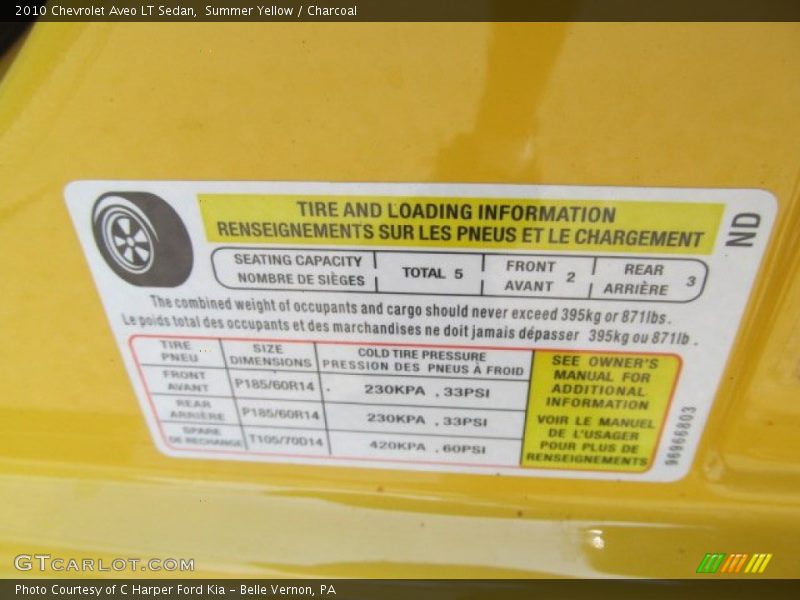 2010 Chevrolet Aveo LT Sedan, Summer Yellow / Charcoal
TIRE AND LOADING INFORMATION
RENSEIGNEMENTS SUR LES PNEUS ET LE CHARGEMENT
ND
SEATING CAPACITY
NOMBRE DE SIÈGES
TOTAL 5
FRONT
AVANT
2
REAR
ARRIÈRE
3
The combined weight of occupants and cargo should never exceed 395kg or 871lbs.
Le poids total des occupants et des marchandises ne doit jamais dépasser 395kg ou 871lb.
TIRE
PNEU
SIZE
DIMENSIONS
COLD TIRE PRESSURE
PRESSION DES PNEUS À FROID
FRONT
AVANT
P185/60R14
230KPA , 33PSI
REAR
ARRIÈRE
P185/60R14
230KPA , 33PSI
SPARE
DE RECHANGE
T105/70D14
420KPA , 60PSI
SEE OWNER'S
MANUAL FOR
ADDITIONAL
INFORMATION
VOIR LE MANUEL
DE L'USAGER
POUR PLUS DE
RENSEIGNEMENTS
96966803
GTCARLOT.COM
Photo Courtesy of C Harper Ford Kia - Belle Vernon, PA